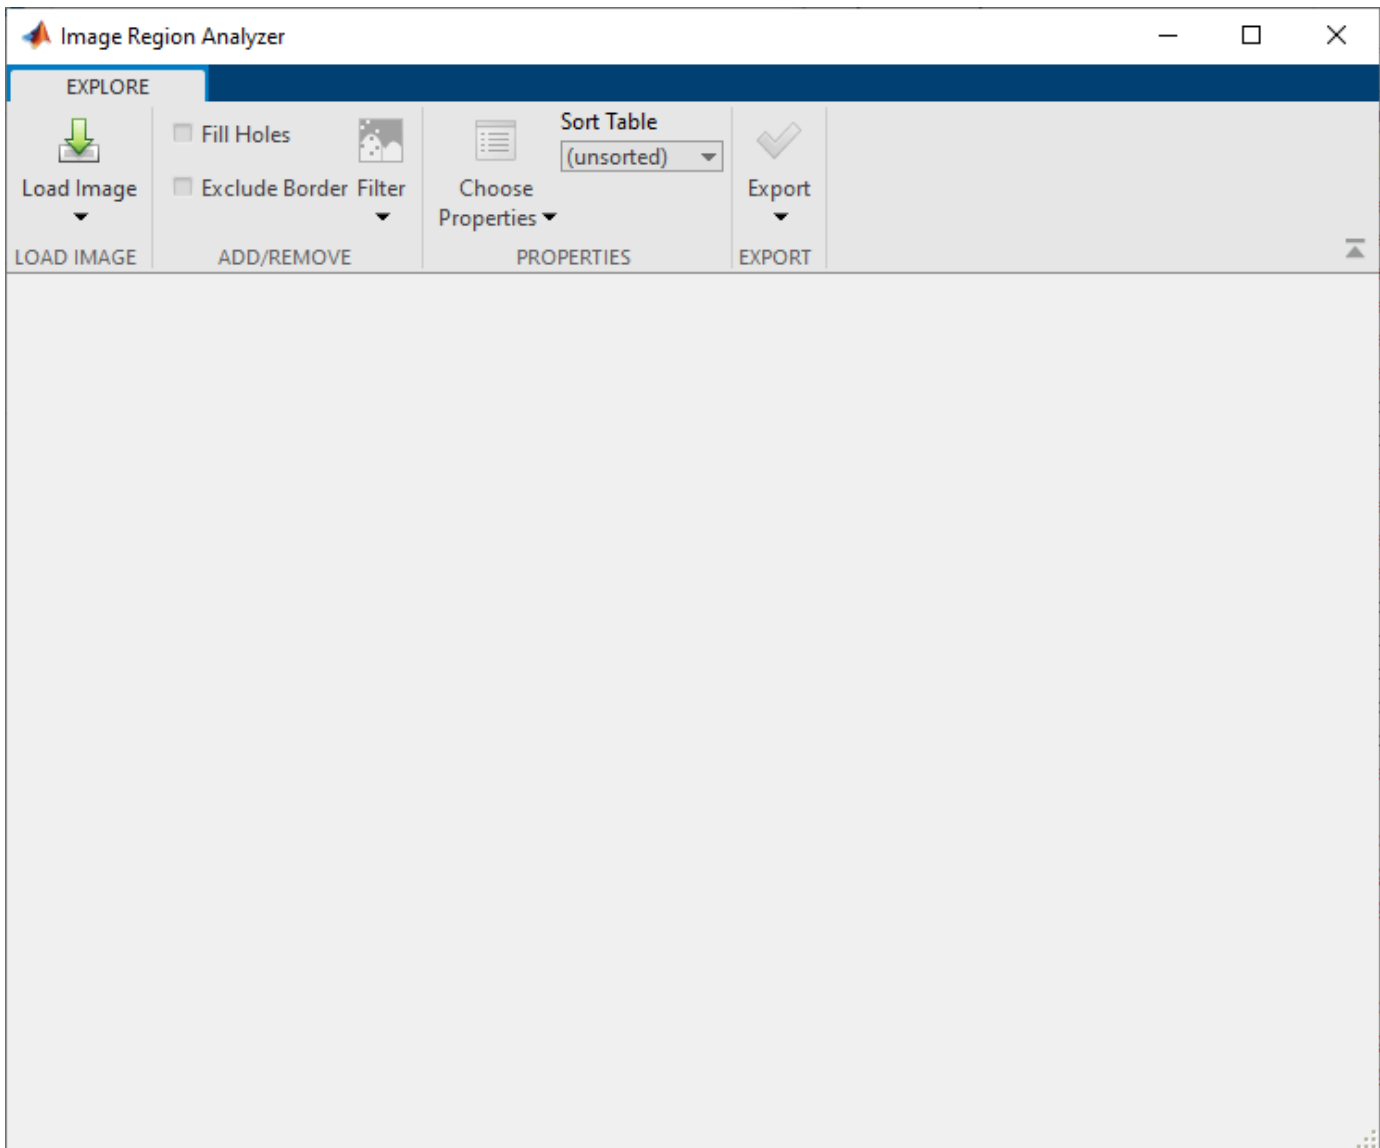 Image Region Analyzer
EXPLORE
Load Image
LOAD IMAGE
Fill Holes
Exclude Border
Filter
ADD/REMOVE
Choose
Properties
Sort Table
(unsorted)
PROPERTIES
Export
EXPORT